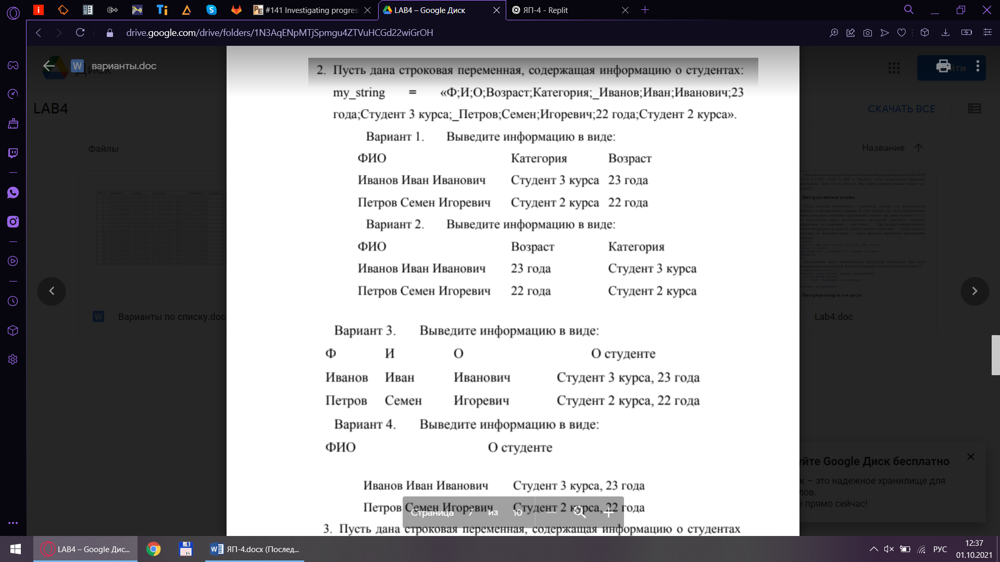 #141 Investigating progres
LAB4 – Google Диск
ЯП-4 - Replit
drive.google.com/drive/folders/1N3AqENpMTjSpmgu4ZTVuHCGd22wiGrOH
варианты.doc
Диск
LAB4
СКАЧАТЬ ВСЕ
Файлы
Название
2. Пусть дана строковая переменная, содержащая информацию о студентах:
my_string = «Ф;И;О;Возраст;Категория;_Иванов;Иван;Иванович;23
года;Студент 3 курса;_Петров;Семен;Игоревич;22 года;Студент 2 курса».
Вариант 1. Выведите информацию в виде:
ФИО Категория Возраст
Иванов Иван Иванович Студент 3 курса 23 года
Петров Семен Игоревич Студент 2 курса 22 года
Вариант 2. Выведите информацию в виде:
ФИО Возраст Категория
Иванов Иван Иванович 23 года Студент 3 курса
Петров Семен Игоревич 22 года Студент 2 курса
Вариант 3. Выведите информацию в виде:
Ф И О О студенте
Иванов Иван Иванович Студент 3 курса, 23 года
Петров Семен Игоревич Студент 2 курса, 22 года
Вариант 4. Выведите информацию в виде:
ФИО О студенте
Иванов Иван Иванович Студент 3 курса, 23 года
Петров Семен Игоревич Студент 2 курса, 22 года
3. Пусть дана строковая переменная, содержащая информацию о студентах
Страница 7 из 10
Варианты по списку.doc
Интерактивный режим
Интерпретатор и его среда
Lab4.doc
йте Google Диск бесплатно
к – это надежное хранилище для
лов.
е прямо сейчас!
LAB4 – Google Дис...
ЯП-4.docx (Послед...
РУС
12:37
01.10.2021